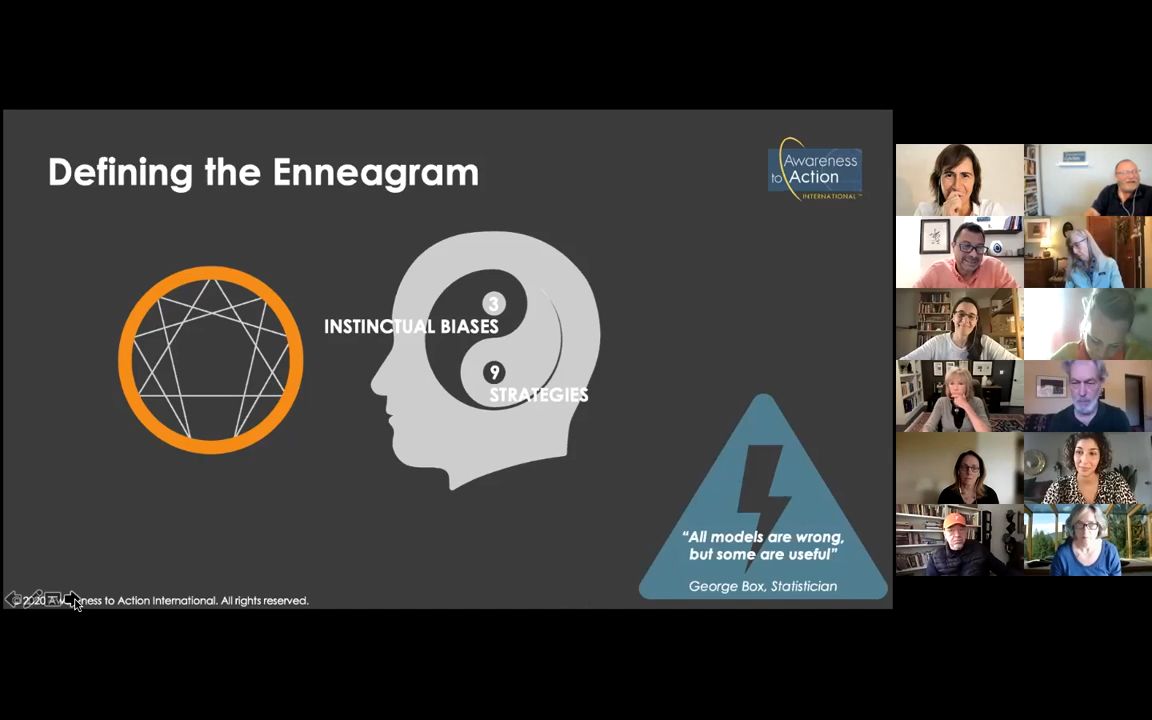 Defining the Enneagram
Awareness
to Action
INTERNATIONAL
3
INSTINCTUAL BIASES
9
STRATEGIES
“All models are wrong,
but some are useful”
George Box, Statistician
to Action International. All rights reserved.